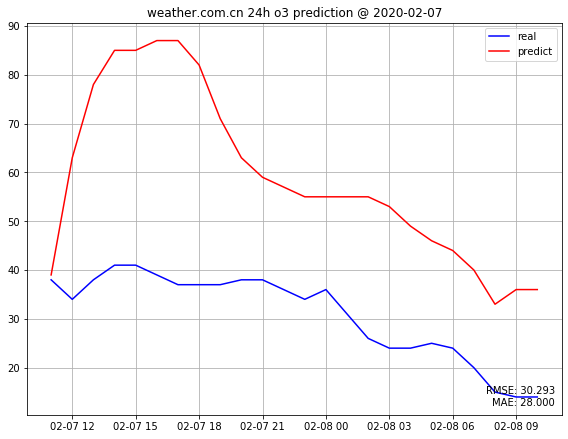 weather.com.cn 24h o3 prediction @ 2020-02-07
real
predict
90
80
70
60
50
40
30
20
RMSE: 30.293
MAE: 28.000
02-07 12 02-07 15 02-07 18 02-07 21 02-08 00 02-08 03 02-08 06 02-08 09